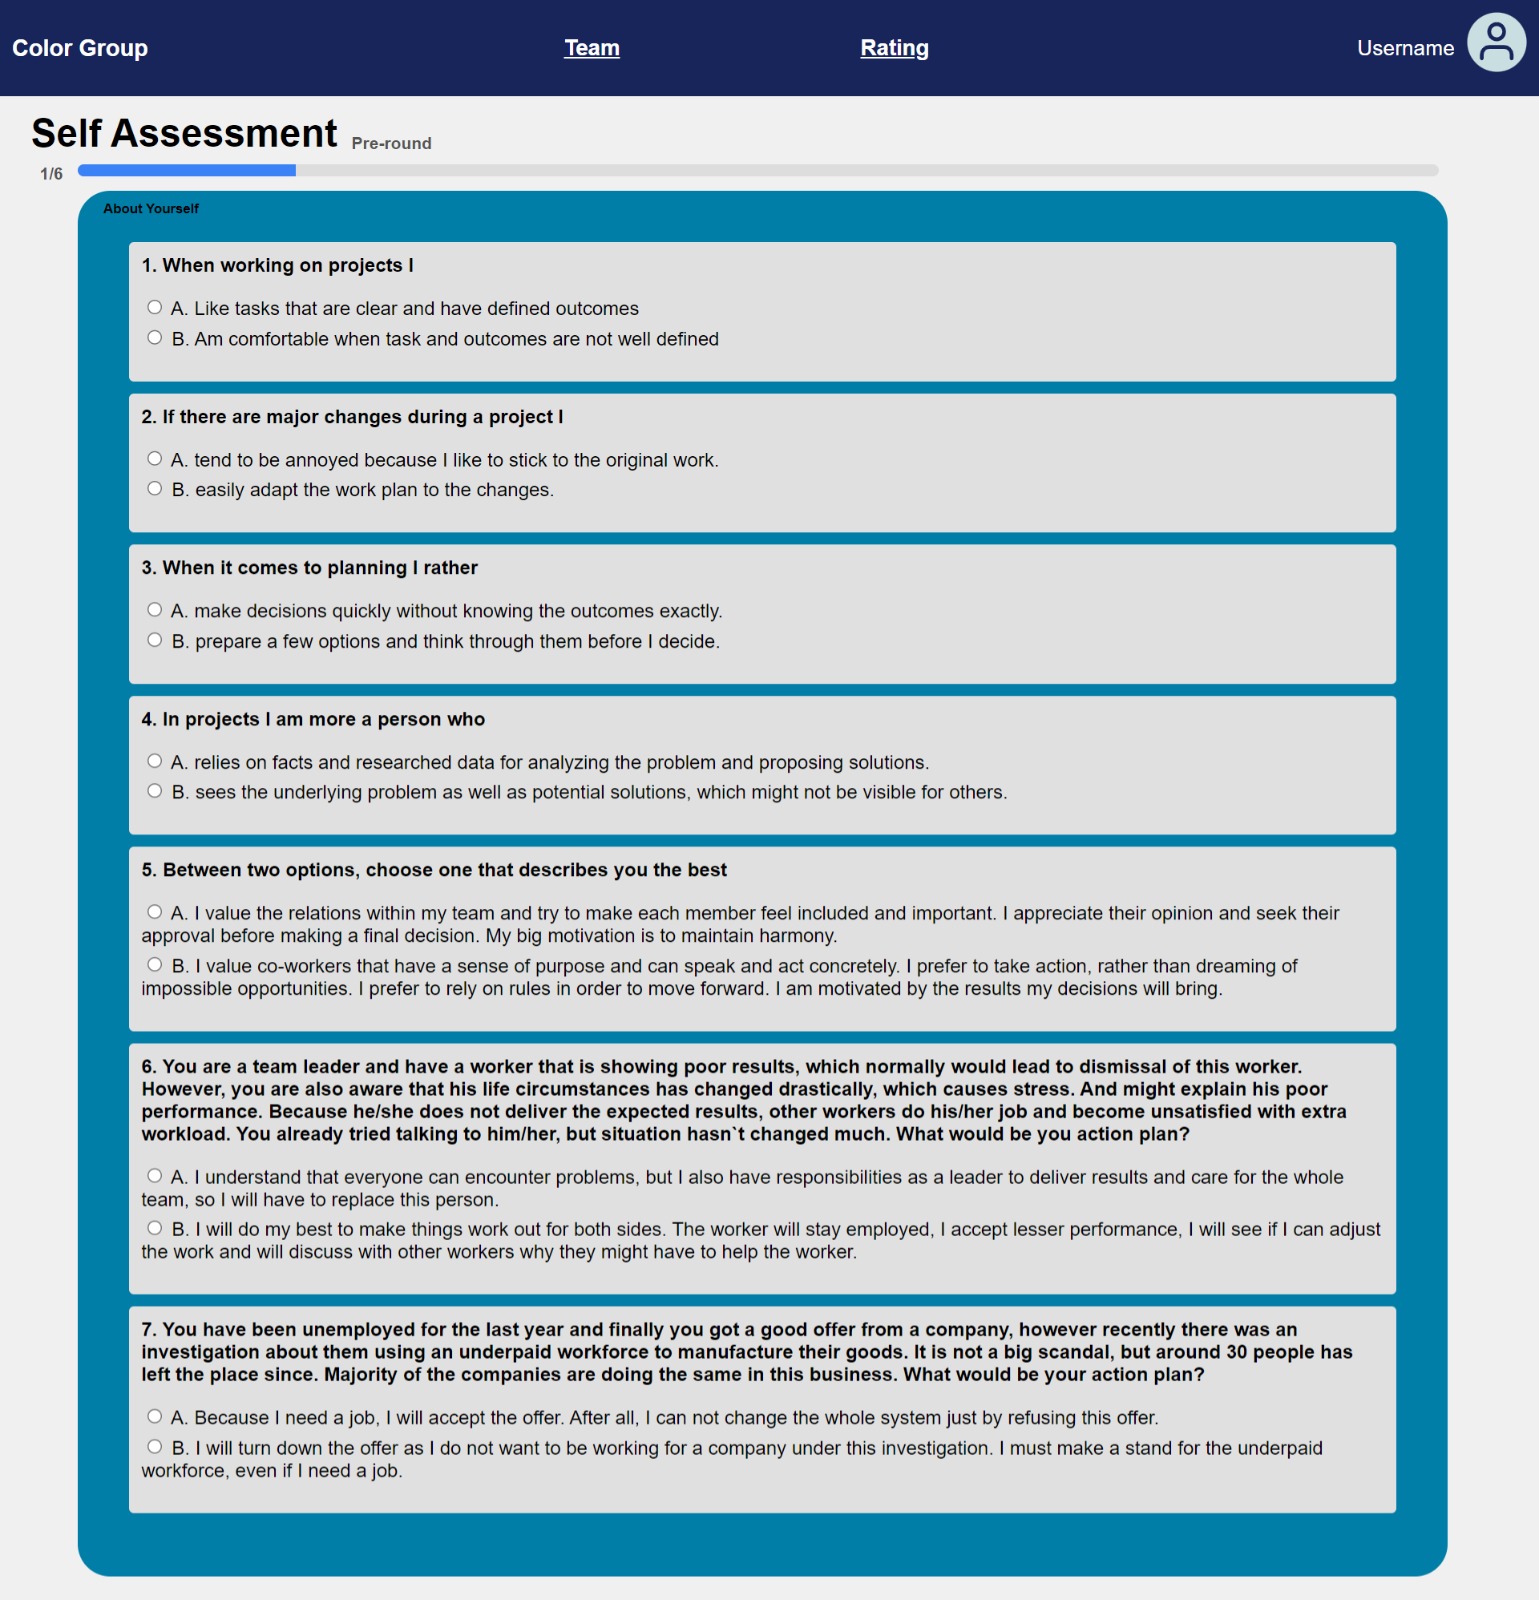 Color Group
Team
Rating
Username
Self Assessment Pre-round
1/6
About Yourself
1. When working on projects I
A. Like tasks that are clear and have defined outcomes
B. Am comfortable when task and outcomes are not well defined
2. If there are major changes during a project I
A. tend to be annoyed because I like to stick to the original work.
B. easily adapt the work plan to the changes.
3. When it comes to planning I rather
A. make decisions quickly without knowing the outcomes exactly.
B. prepare a few options and think through them before I decide.
4. In projects I am more a person who
A. relies on facts and researched data for analyzing the problem and proposing solutions.
B. sees the underlying problem as well as potential solutions, which might not be visible for others.
5. Between two options, choose one that describes you the best
A. I value the relations within my team and try to make each member feel included and important. I appreciate their opinion and seek their
approval before making a final decision. My big motivation is to maintain harmony.
B. I value co-workers that have a sense of purpose and can speak and act concretely. I prefer to take action, rather than dreaming of
impossible opportunities. I prefer to rely on rules in order to move forward. I am motivated by the results my decisions will bring.
6. You are a team leader and have a worker that is showing poor results, which normally would lead to dismissal of this worker.
However, you are also aware that his life circumstances has changed drastically, which causes stress. And might explain his poor
performance. Because he/she does not deliver the expected results, other workers do his/her job and become unsatisfied with extra
workload. You already tried talking to him/her, but situation hasn`t changed much. What would be you action plan?
A. I understand that everyone can encounter problems, but I also have responsibilities as a leader to deliver results and care for the whole
team, so I will have to replace this person.
B. I will do my best to make things work out for both sides. The worker will stay employed, I accept lesser performance, I will see if I can adjust
the work and will discuss with other workers why they might have to help the worker.
7. You have been unemployed for the last year and finally you got a good offer from a company, however recently there was an
investigation about them using an underpaid workforce to manufacture their goods. It is not a big scandal, but around 30 people has
left the place since. Majority of the companies are doing the same in this business. What would be your action plan?
A. Because I need a job, I will accept the offer. After all, I can not change the whole system just by refusing this offer.
B. I will turn down the offer as I do not want to be working for a company under this investigation. I must make a stand for the underpaid
workforce, even if I need a job.